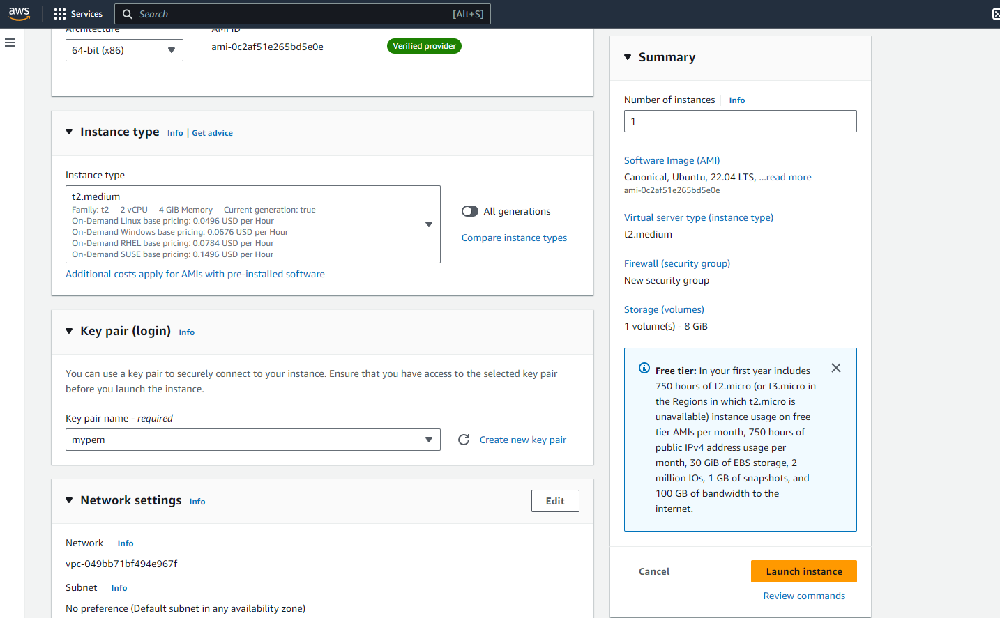 aws
Services
Search
[Alt+S]
Architecture
AMI ID
64-bit (x86)
ami-0c2af51e265bd5e0e
Verified provider
Instance type
Info | Get advice
Instance type
t2.medium
Family: t2 2 vCPU 4 GiB Memory Current generation: true
On-Demand Linux base pricing: 0.0496 USD per Hour
On-Demand Windows base pricing: 0.0676 USD per Hour
On-Demand RHEL base pricing: 0.0784 USD per Hour
On-Demand SUSE base pricing: 0.1496 USD per Hour
All generations
Compare instance types
Additional costs apply for AMIs with pre-installed software
Key pair (login)
Info
You can use a key pair to securely connect to your instance. Ensure that you have access to the selected key pair
before you launch the instance.
Key pair name - required
mypem
Create new key pair
Network settings
Info
Edit
Network
Info
vpc-049bb71bf494e967f
Subnet
Info
No preference (Default subnet in any availability zone)
Summary
Number of instances
Info
1
Software Image (AMI)
Canonical, Ubuntu, 22.04 LTS, ...read more
ami-0c2af51e265bd5e0e
Virtual server type (instance type)
t2.medium
Firewall (security group)
New security group
Storage (volumes)
1 volume(s) - 8 GiB
Free tier: In your first year includes
750 hours of t2.micro (or t3.micro in
the Regions in which t2.micro is
unavailable) instance usage on free
tier AMIs per month, 750 hours of
public IPv4 address usage per
month, 30 GiB of EBS storage, 2
million IOs, 1 GB of snapshots, and
100 GB of bandwidth to the
internet.
Cancel
Launch instance
Review commands